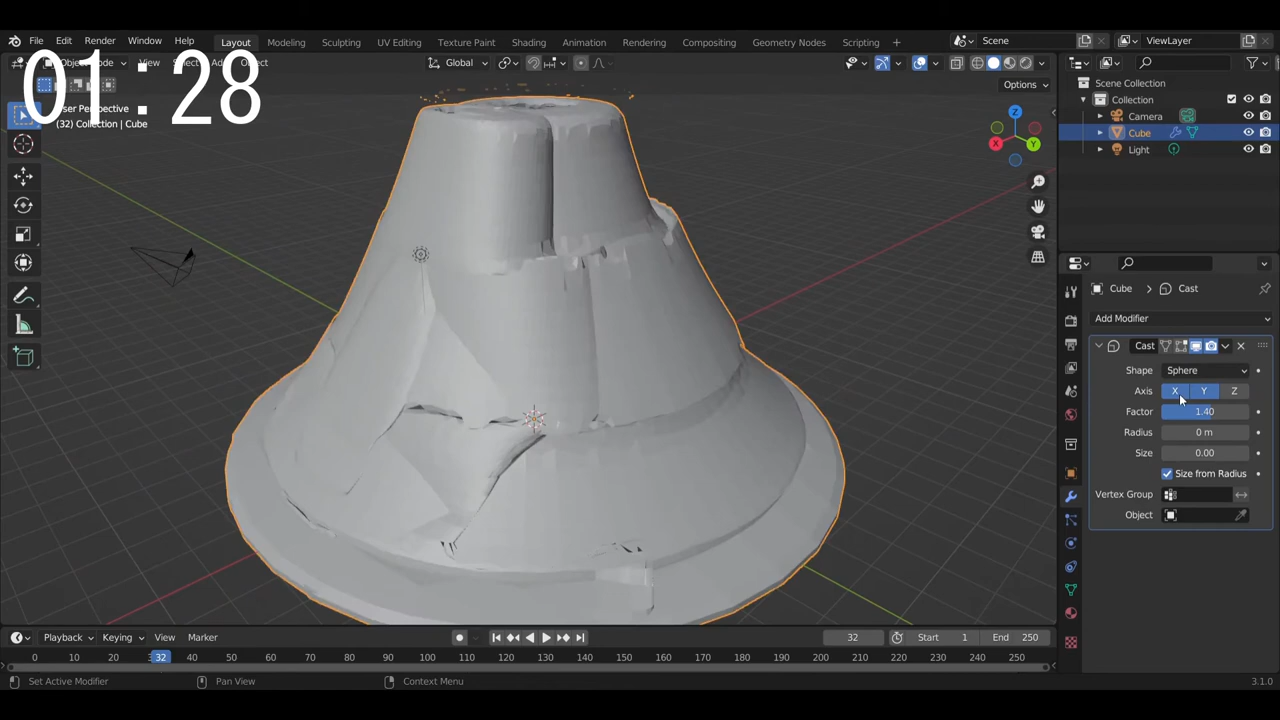 File Edit Render Window Help Layout Modeling Sculpting UV Editing Texture Paint Shading Animation Rendering Compositing Geometry Nodes Scripting + Scene ViewLayer
01:28
View Object Global
Options
(32) Collection | Cube
X Y Z
Scene Collection
Collection
Camera
Cube
Light
Cube Cast
Add Modifier
Cast
Shape Sphere
Axis X Y Z
Factor 1.40
Radius 0 m
Size 0.00
Size from Radius
Vertex Group
Object
Playback Keying View Marker 32 Start 1 End 250
0 10 20 32 40 50 60 70 80 90 100 110 120 130 140 150 160 170 180 190 200 210 220 230 240 250
Set Active Modifier Pan View Context Menu 3.1.0